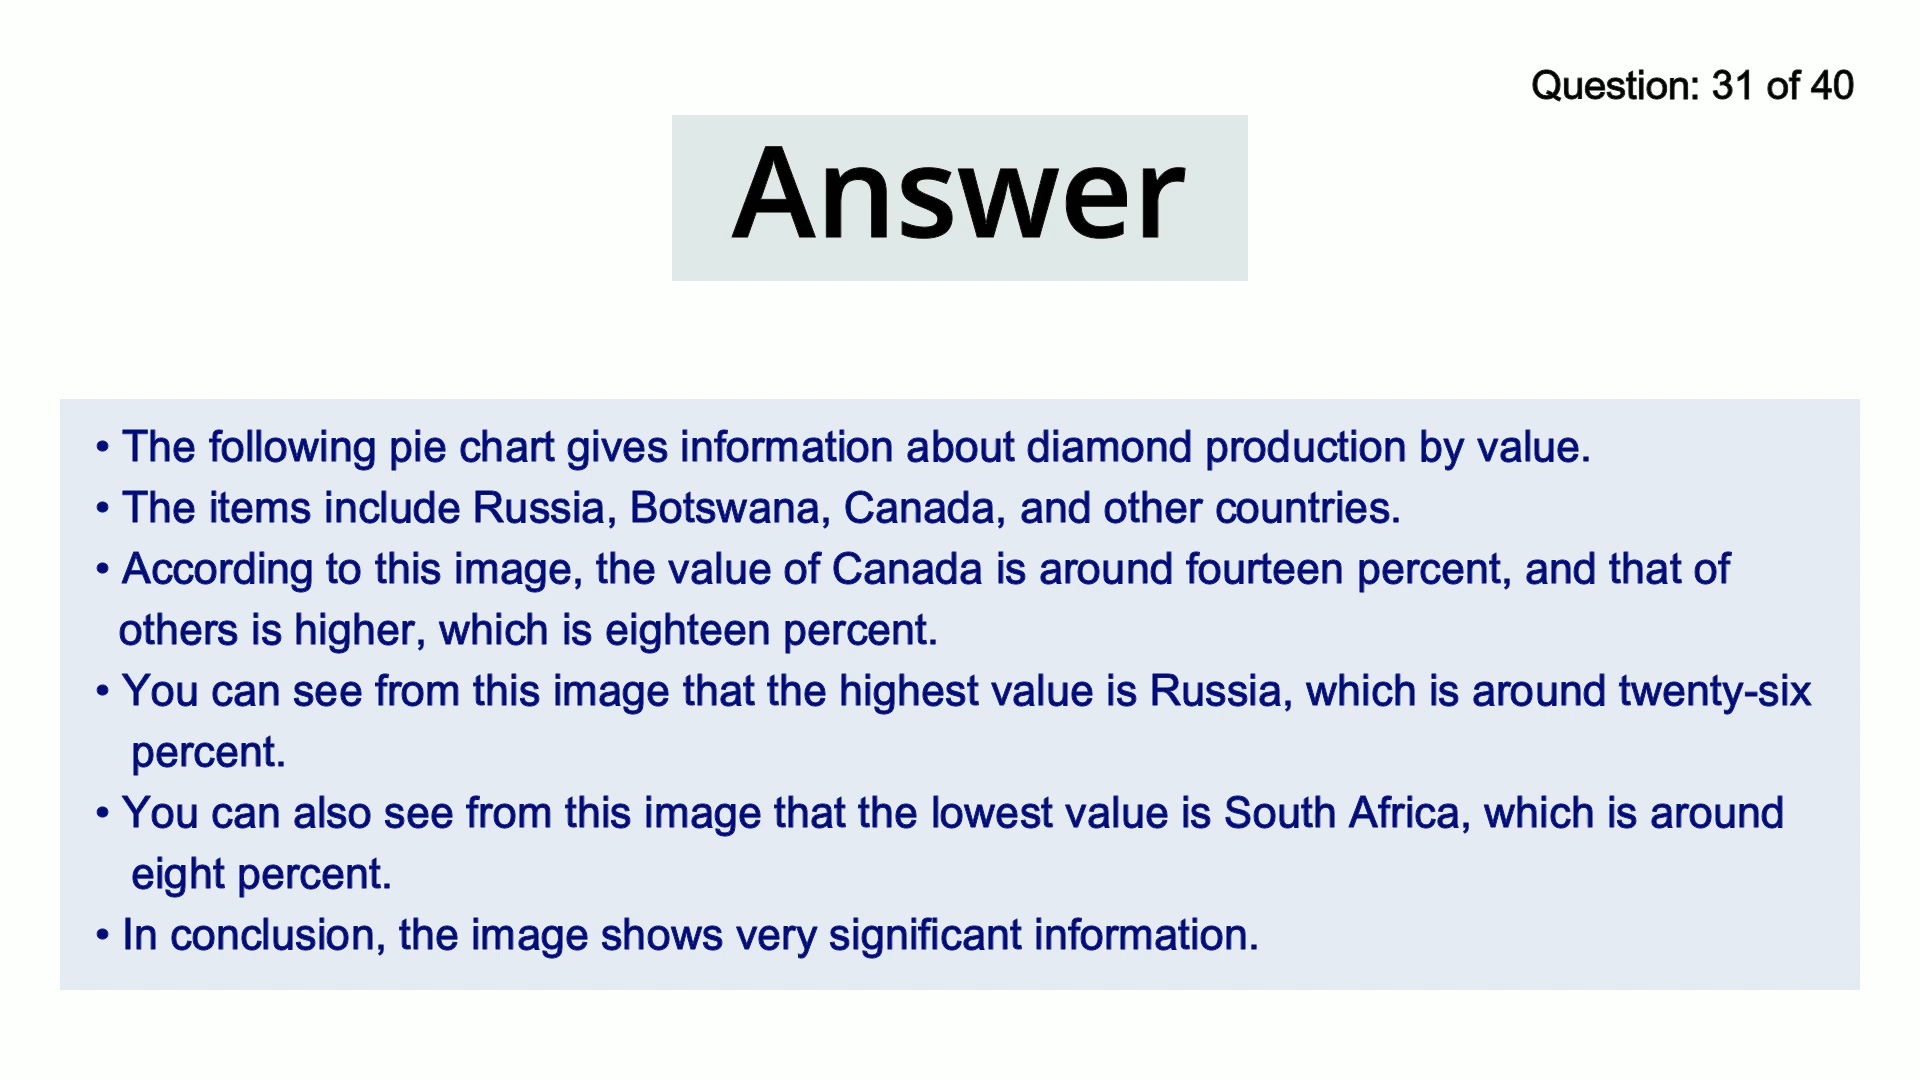 Question: 31 of 40
Answer
• The following pie chart gives information about diamond production by value.
• The items include Russia, Botswana, Canada, and other countries.
• According to this image, the value of Canada is around fourteen percent, and that of
others is higher, which is eighteen percent.
• You can see from this image that the highest value is Russia, which is around twenty-six
percent.
• You can also see from this image that the lowest value is South Africa, which is around
eight percent.
• In conclusion, the image shows very significant information.